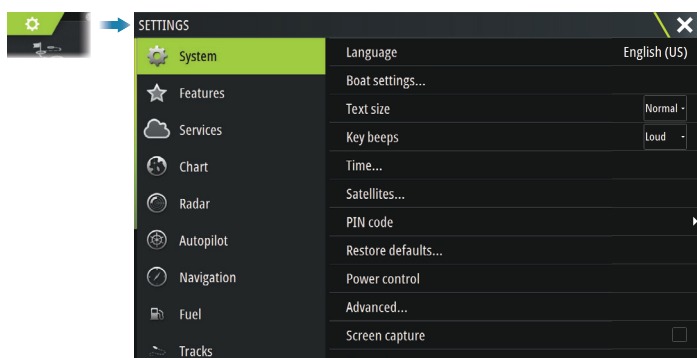 SETTINGS
System
Features
Services
Chart
Radar
Autopilot
Navigation
Fuel
Tracks
Language English (US)
Boat settings...
Text size Normal
Key beeps Loud
Time...
Satellites...
PIN code
Restore defaults...
Power control
Advanced...
Screen capture